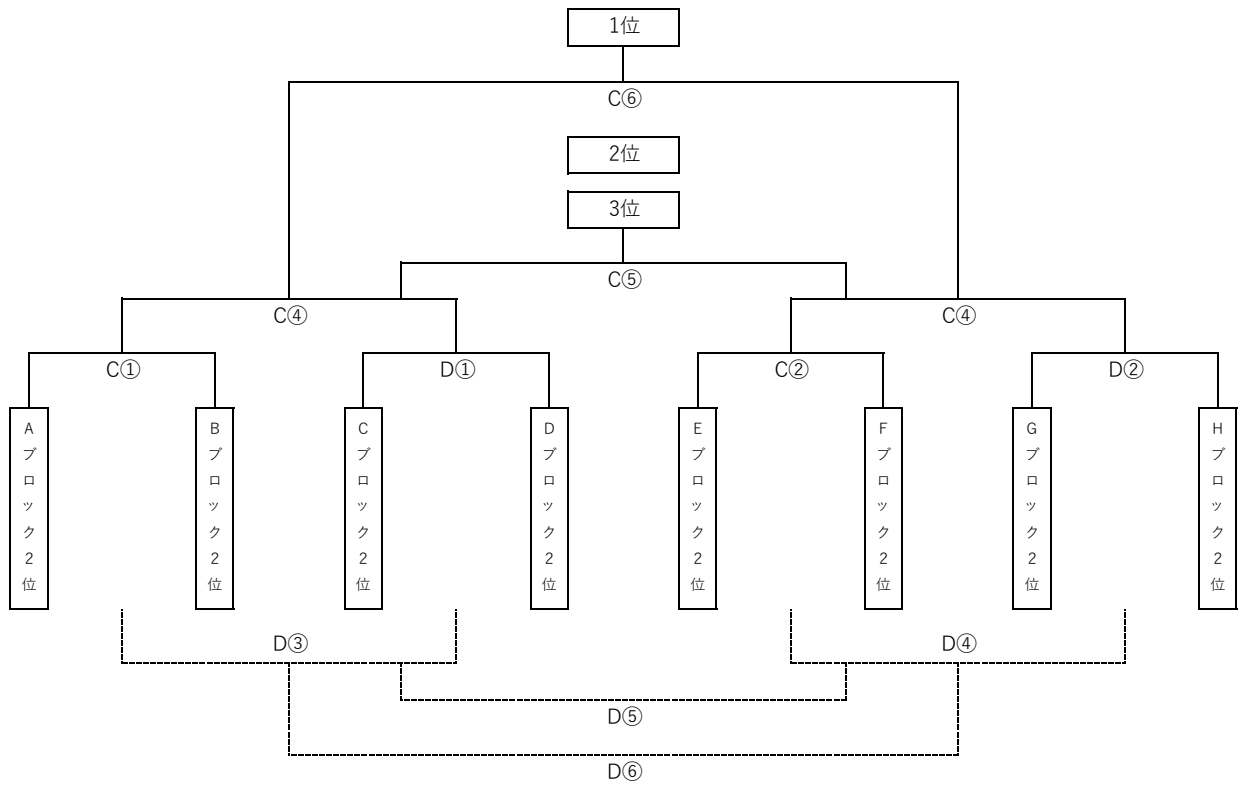 1位
C⑥
2位
3位
C⑤
C④
C④
C①
D①
C②
D②
Aブロック2位
Bブロック2位
Cブロック2位
Dブロック2位
Eブロック2位
Fブロック2位
Gブロック2位
Hブロック2位
D③
D④
D⑤
D⑥